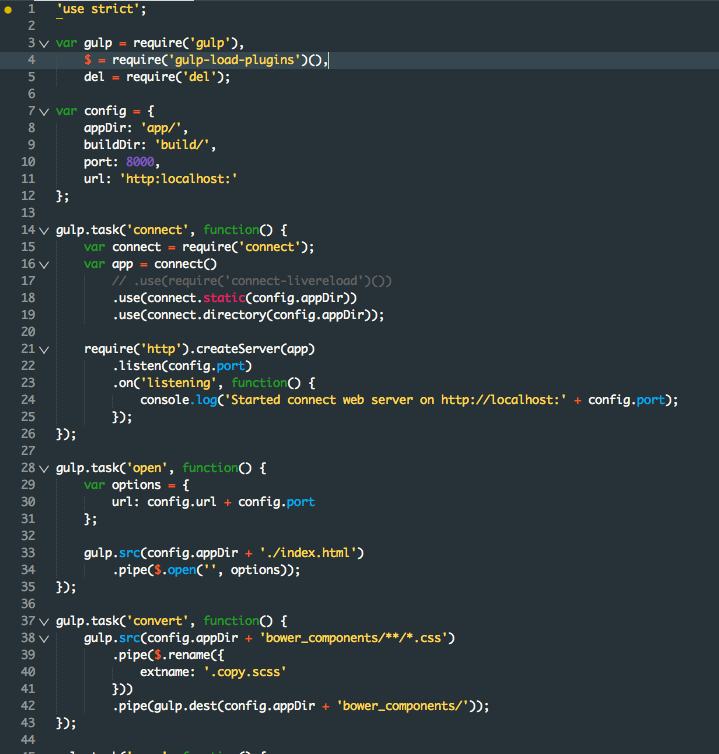 1 'use strict';
2
3 var gulp = require('gulp'),
4 $ = require('gulp-load-plugins')(),
5 del = require('del');
6
7 var config = {
8 appDir: 'app/',
9 buildDir: 'build/',
10 port: 8000,
11 url: 'http:localhost:'
12 };
13
14 gulp.task('connect', function() {
15 var connect = require('connect');
16 var app = connect()
17 // .use(require('connect-livereload')())
18 .use(connect.static(config.appDir))
19 .use(connect.directory(config.appDir));
20
21 require('http').createServer(app)
22 .listen(config.port)
23 .on('listening', function() {
24 console.log('Started connect web server on http://localhost:' + config.port);
25 });
26 });
27
28 gulp.task('open', function() {
29 var options = {
30 url: config.url + config.port
31 };
32
33 gulp.src(config.appDir + './index.html')
34 .pipe($.open('', options));
35 });
36
37 gulp.task('convert', function() {
38 gulp.src(config.appDir + 'bower_components/**/*.css')
39 .pipe($.rename({
40 extname: '.copy.scss'
41 }))
42 .pipe(gulp.dest(config.appDir + 'bower_components/'));
43 });
44